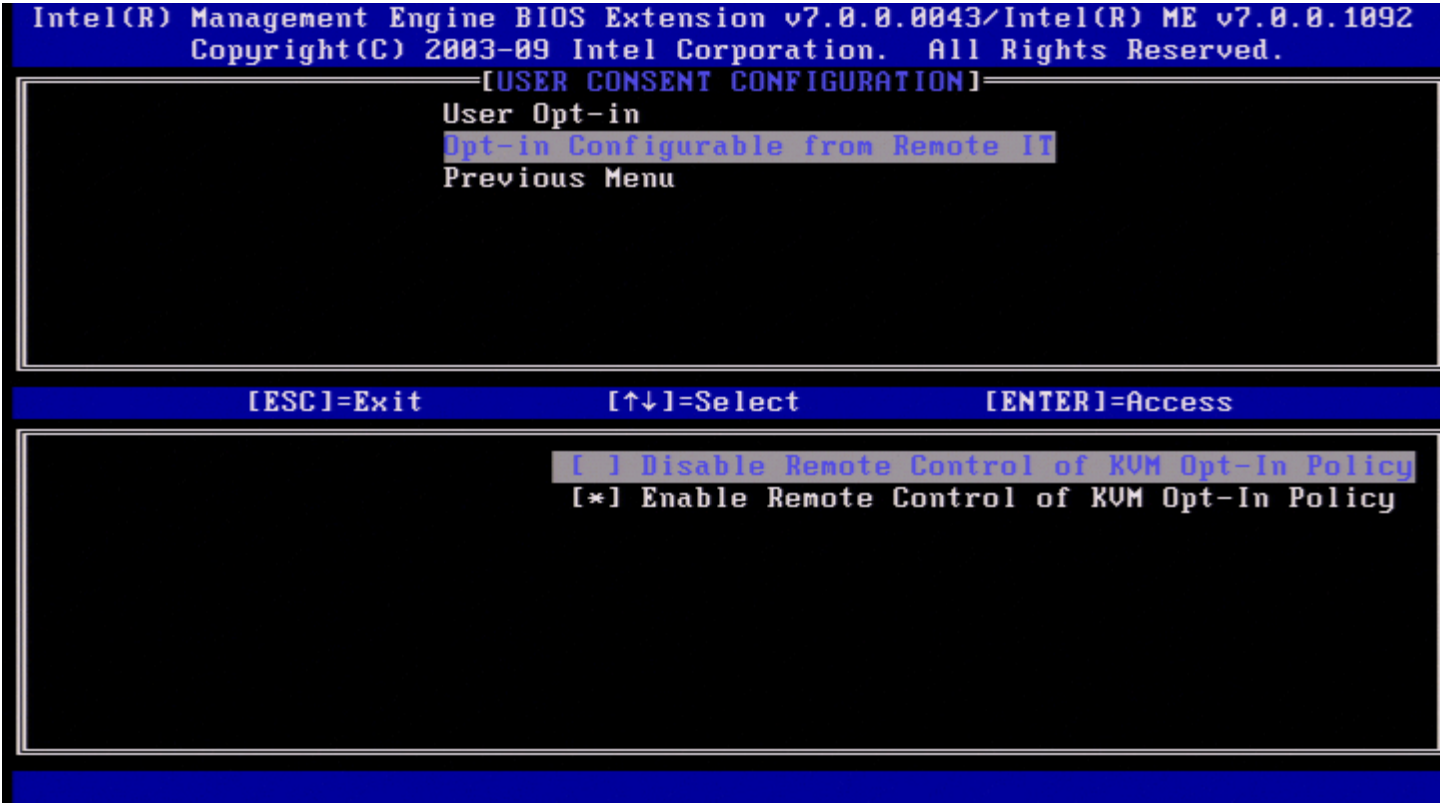 Intel(R) Management Engine BIOS Extension v7.0.0.0043/Intel(R) ME v7.0.0.1092
Copyright(C) 2003-09 Intel Corporation. All Rights Reserved.
[USER CONSENT CONFIGURATION]
User Opt-in
Opt-in Configurable from Remote IT
Previous Menu
[ESC]=Exit [↑↓]=Select [ENTER]=Access
[ ] Disable Remote Control of KVM Opt-In Policy
[*] Enable Remote Control of KVM Opt-In Policy